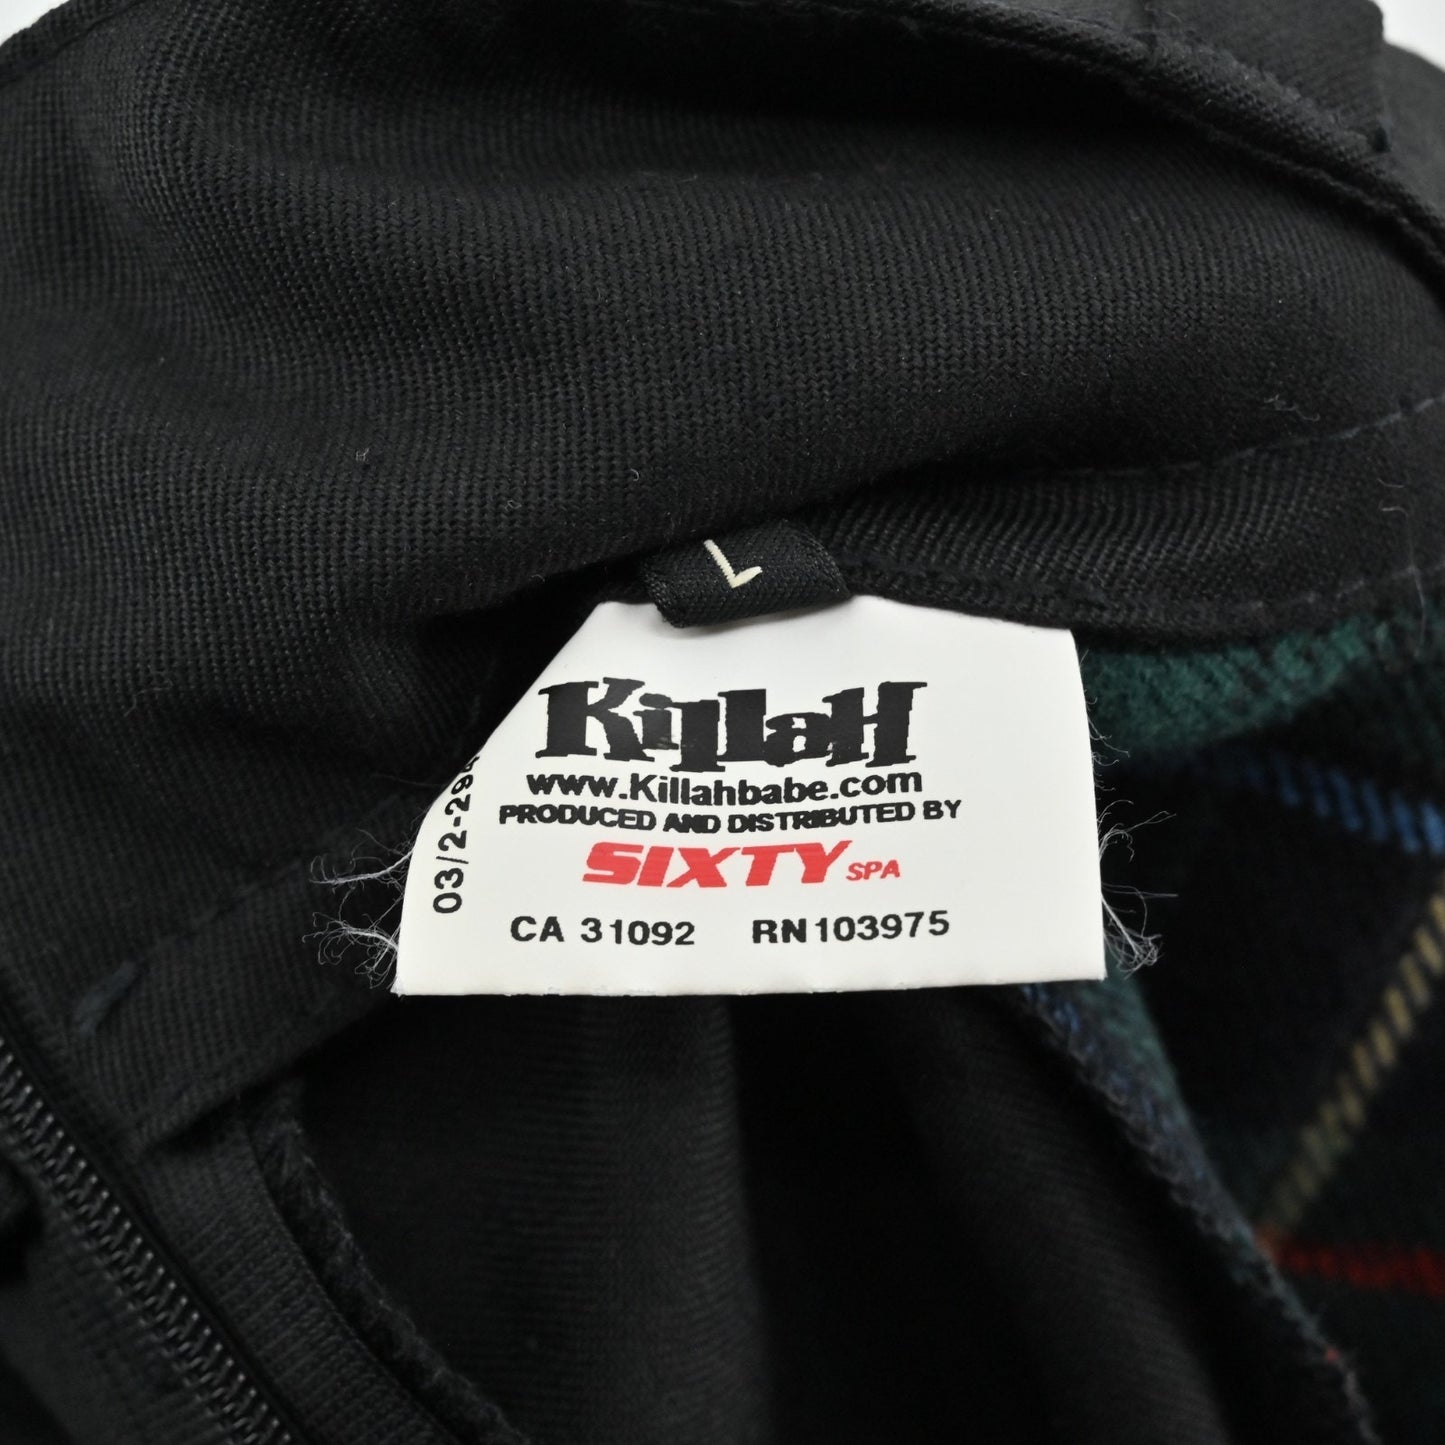 L
KillaH
www.Killahbabe.com
PRODUCED AND DISTRIBUTED BY
SIXTY SPA
CA 31092 RN103975